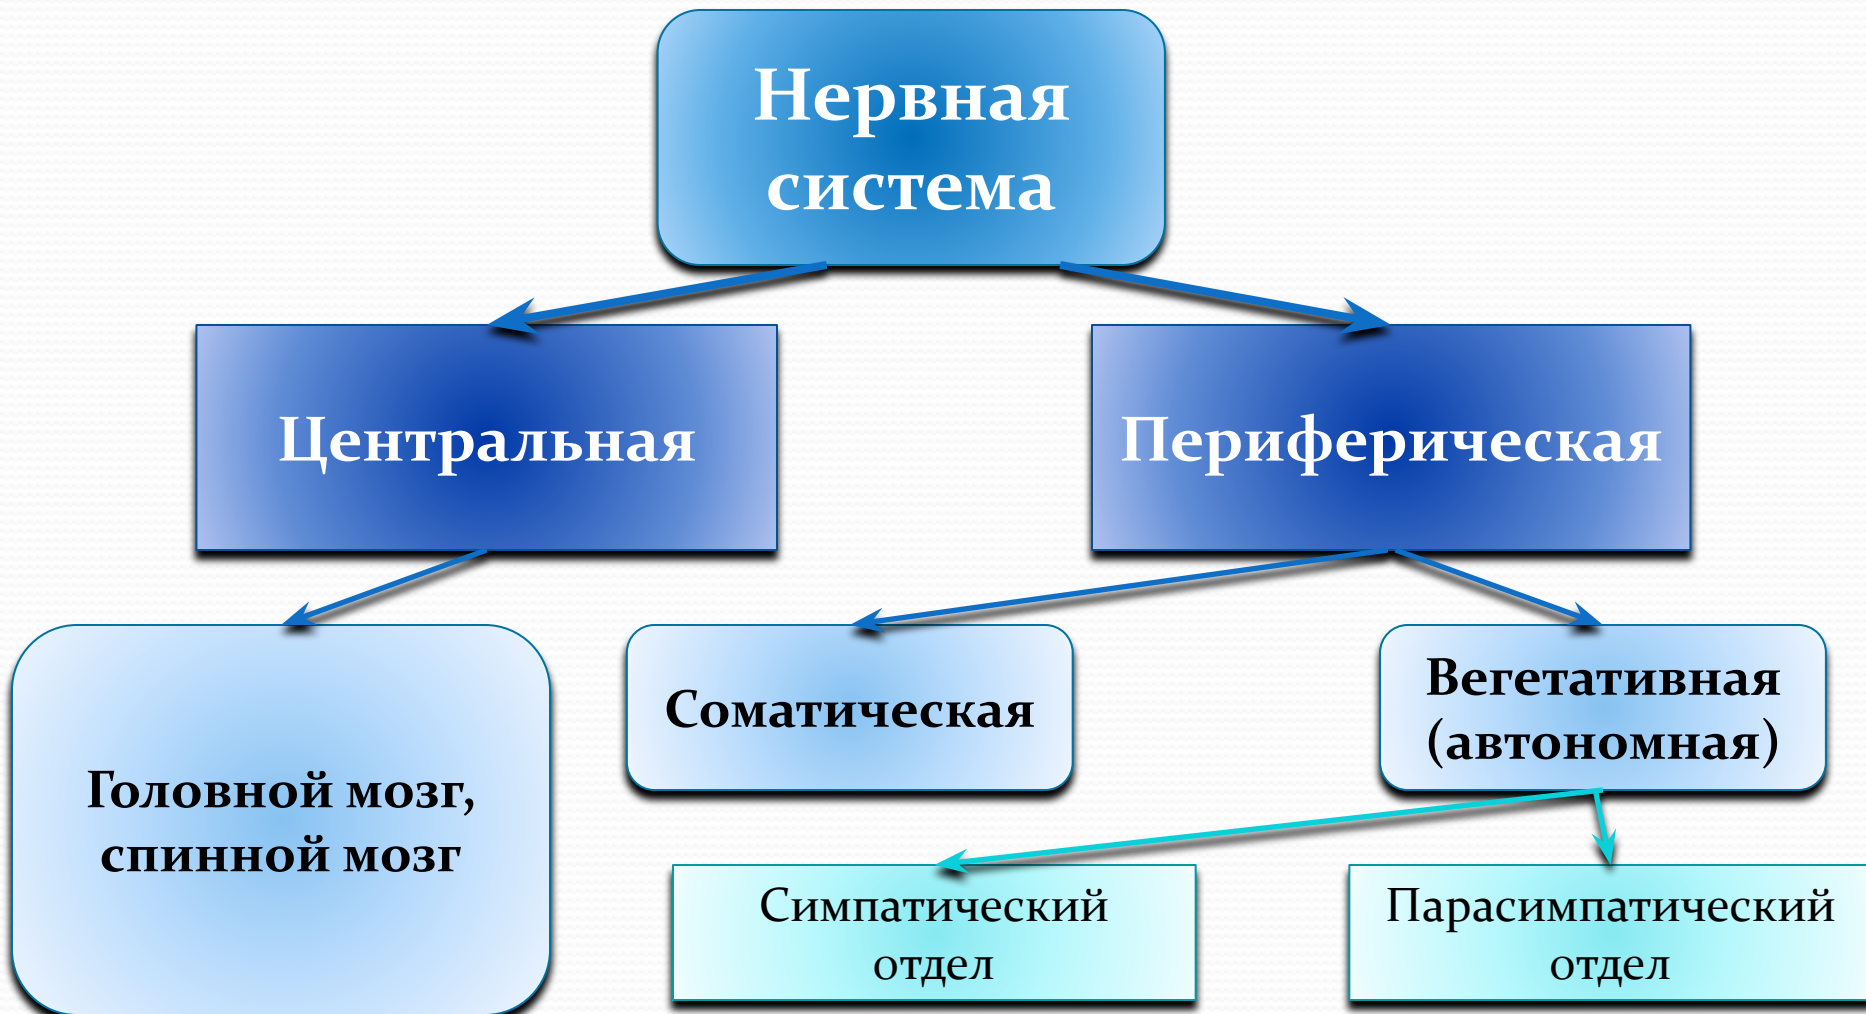 Нервная
система
Центральная
Периферическая
Головной мозг,
спинной мозг
Соматическая
Вегетативная
(автономная)
Симпатический
отдел
Парасимпатический
отдел